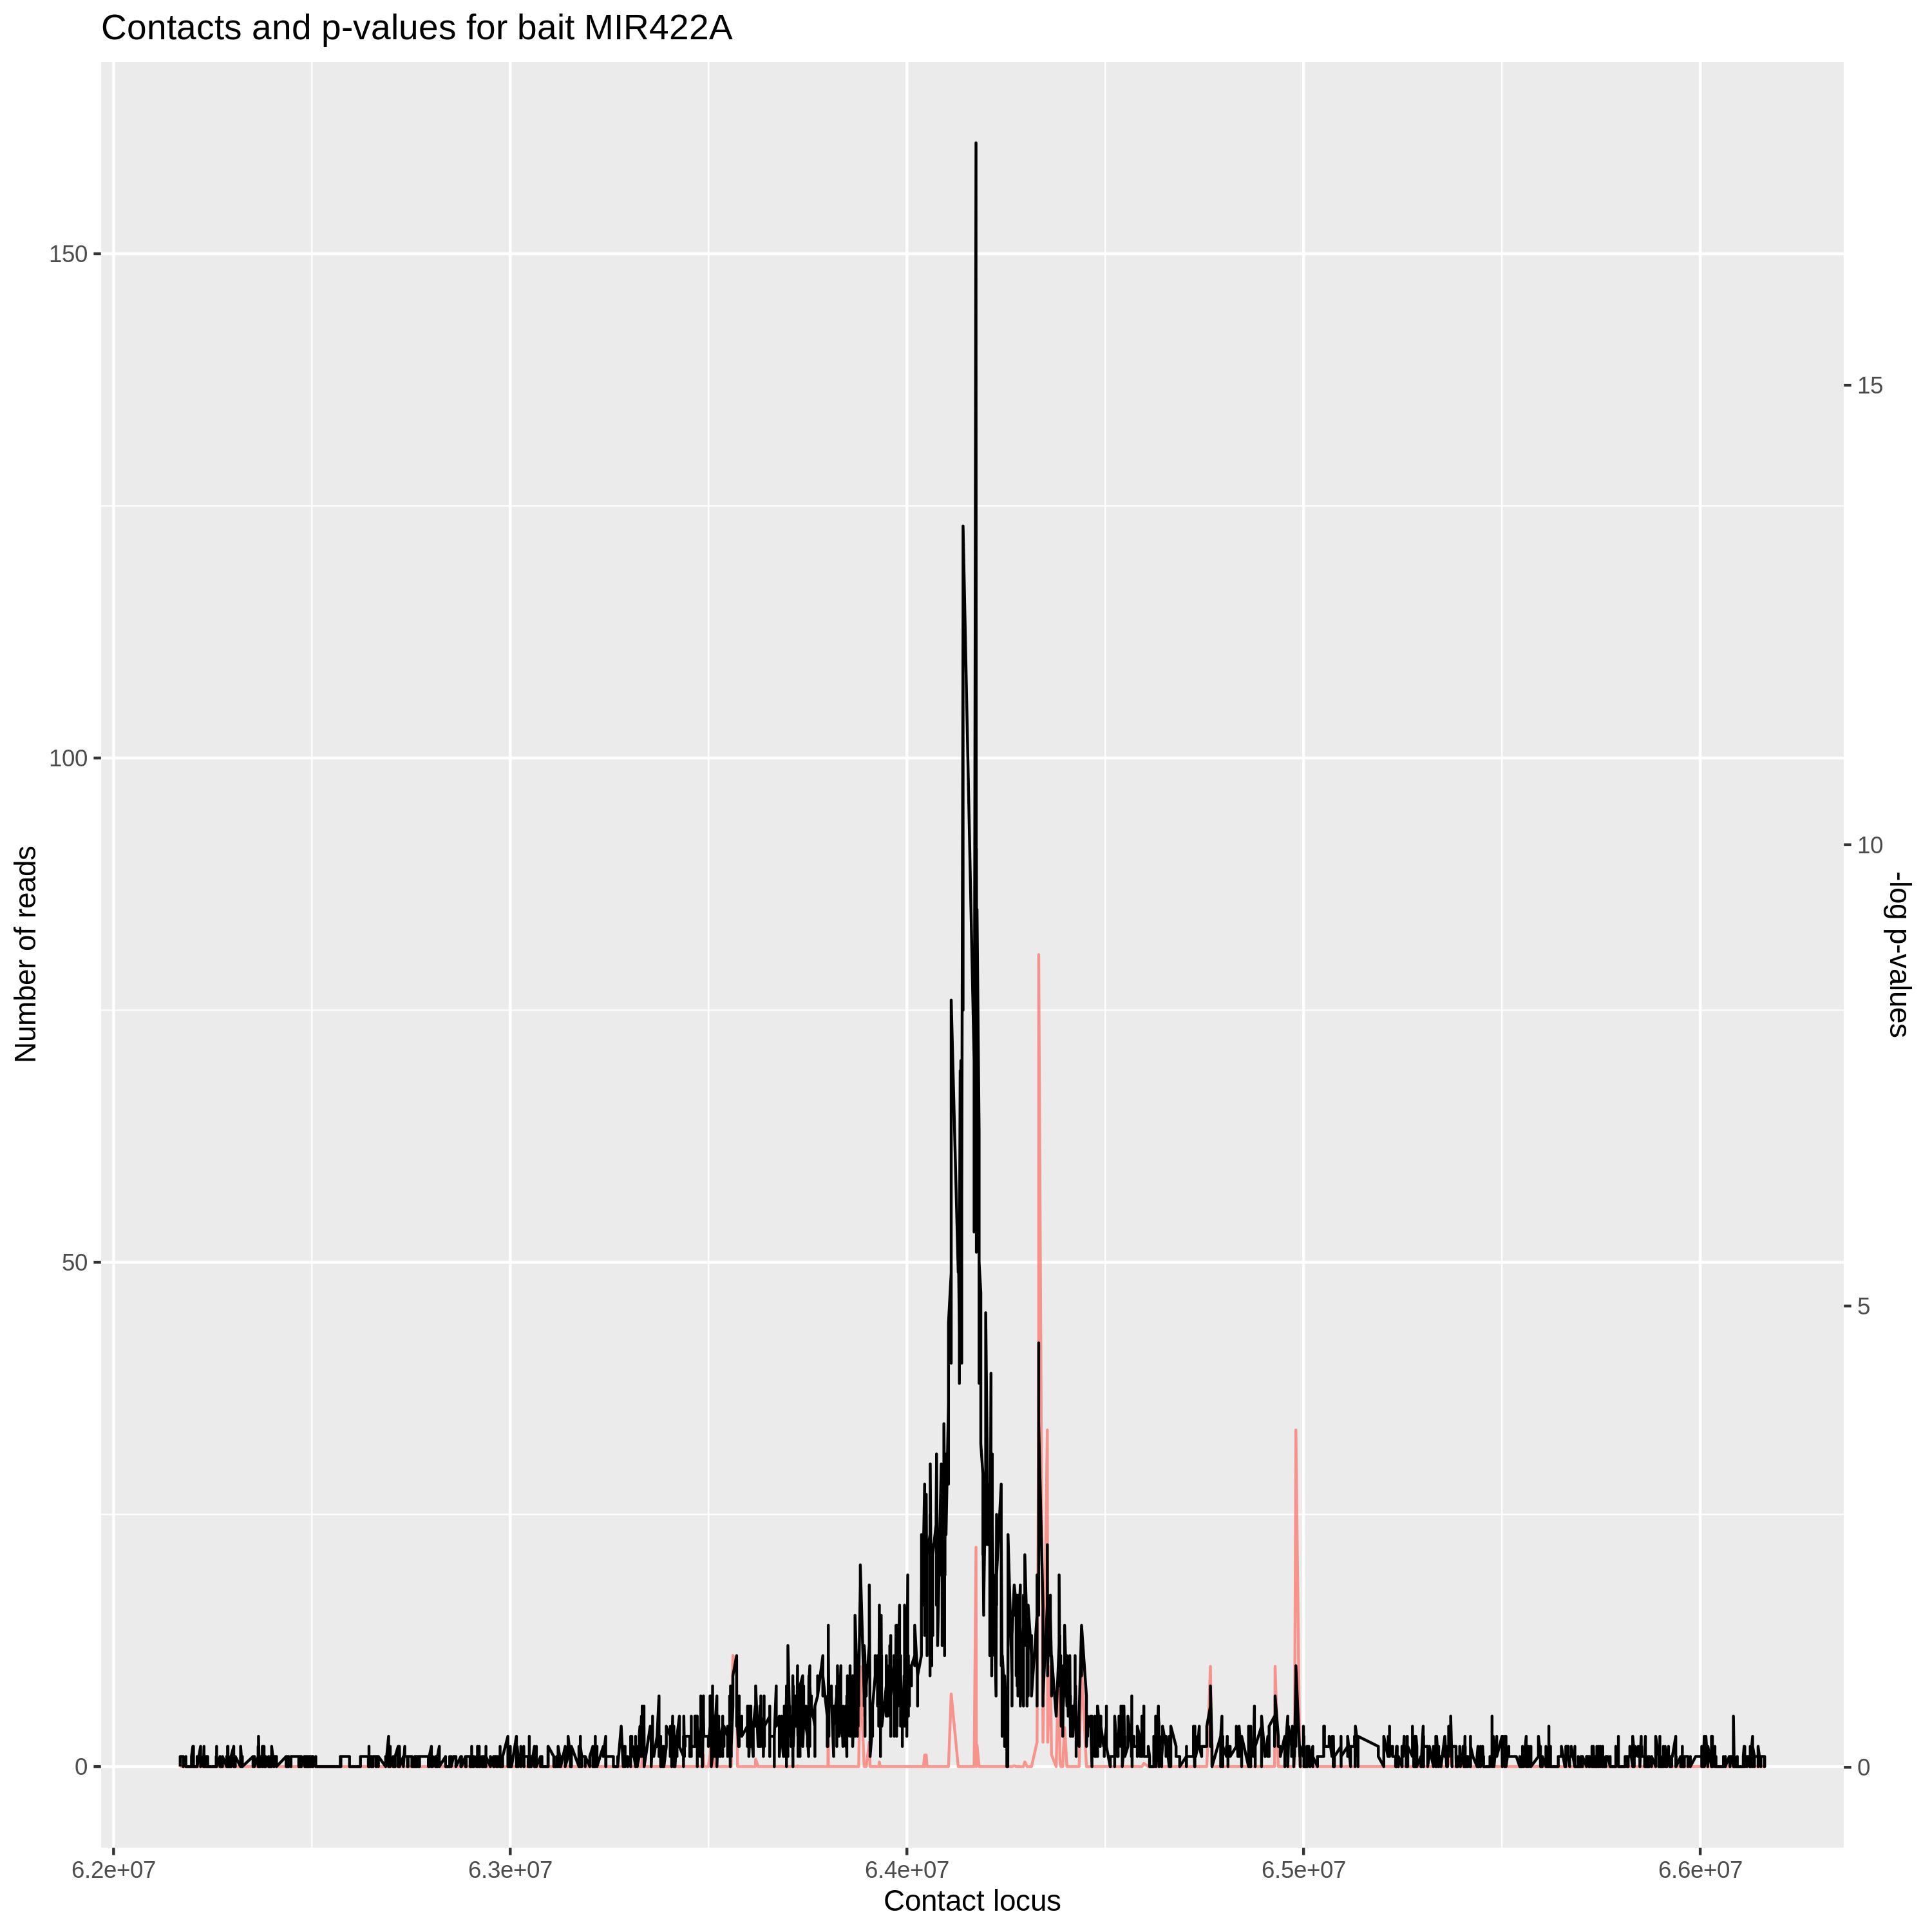 Contacts and p-values for bait MIR422A
150
100
50
0
Number of reads
15
10
5
0
-log p-values
6.2e+07
6.3e+07
6.4e+07
6.5e+07
6.6e+07
Contact locus